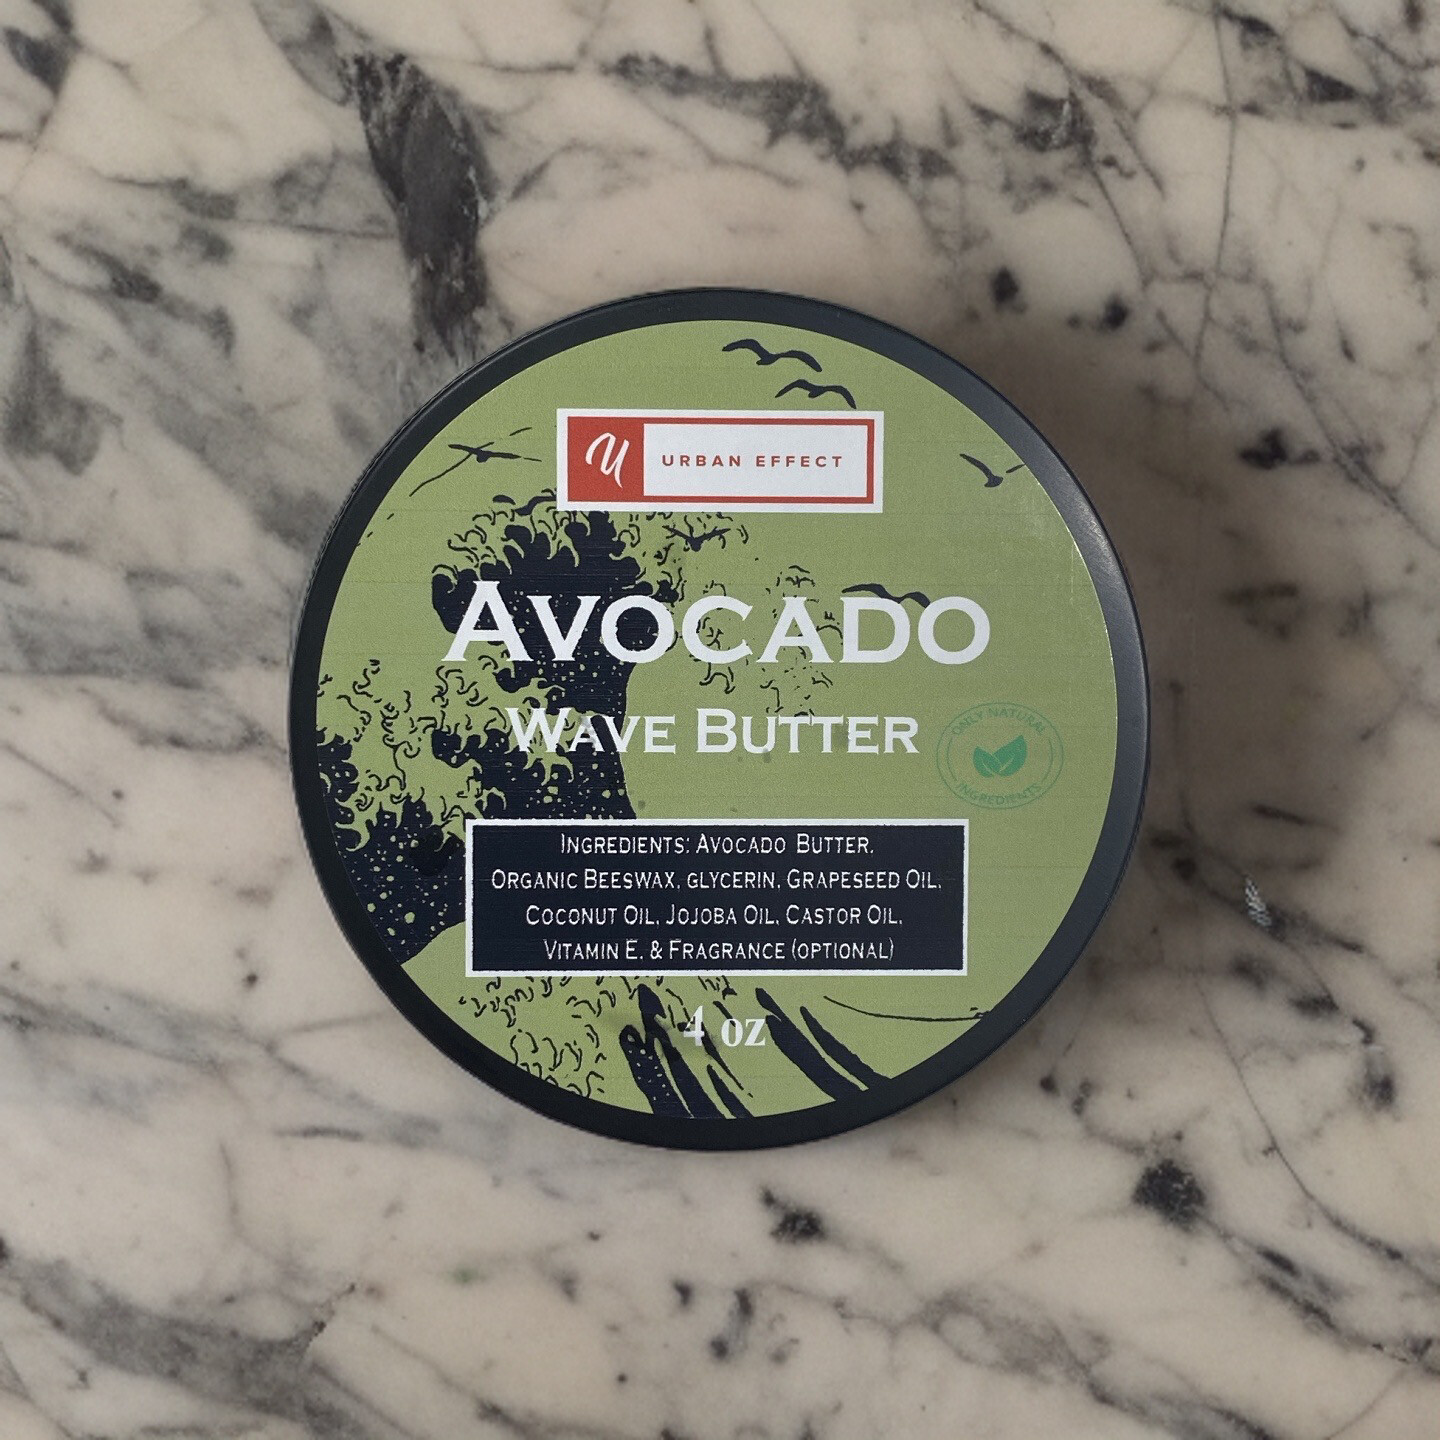 U URBAN EFFECT
AVOCADO
WAVE BUTTER
ONLY NATURAL
INGREDIENTS
INGREDIENTS: AVOCADO BUTTER,
ORGANIC BEESWAX, GLYCERIN, GRAPESEED OIL,
COCONUT OIL, JOJOBA OIL, CASTOR OIL,
VITAMIN E, & FRAGRANCE (OPTIONAL)
4 oz